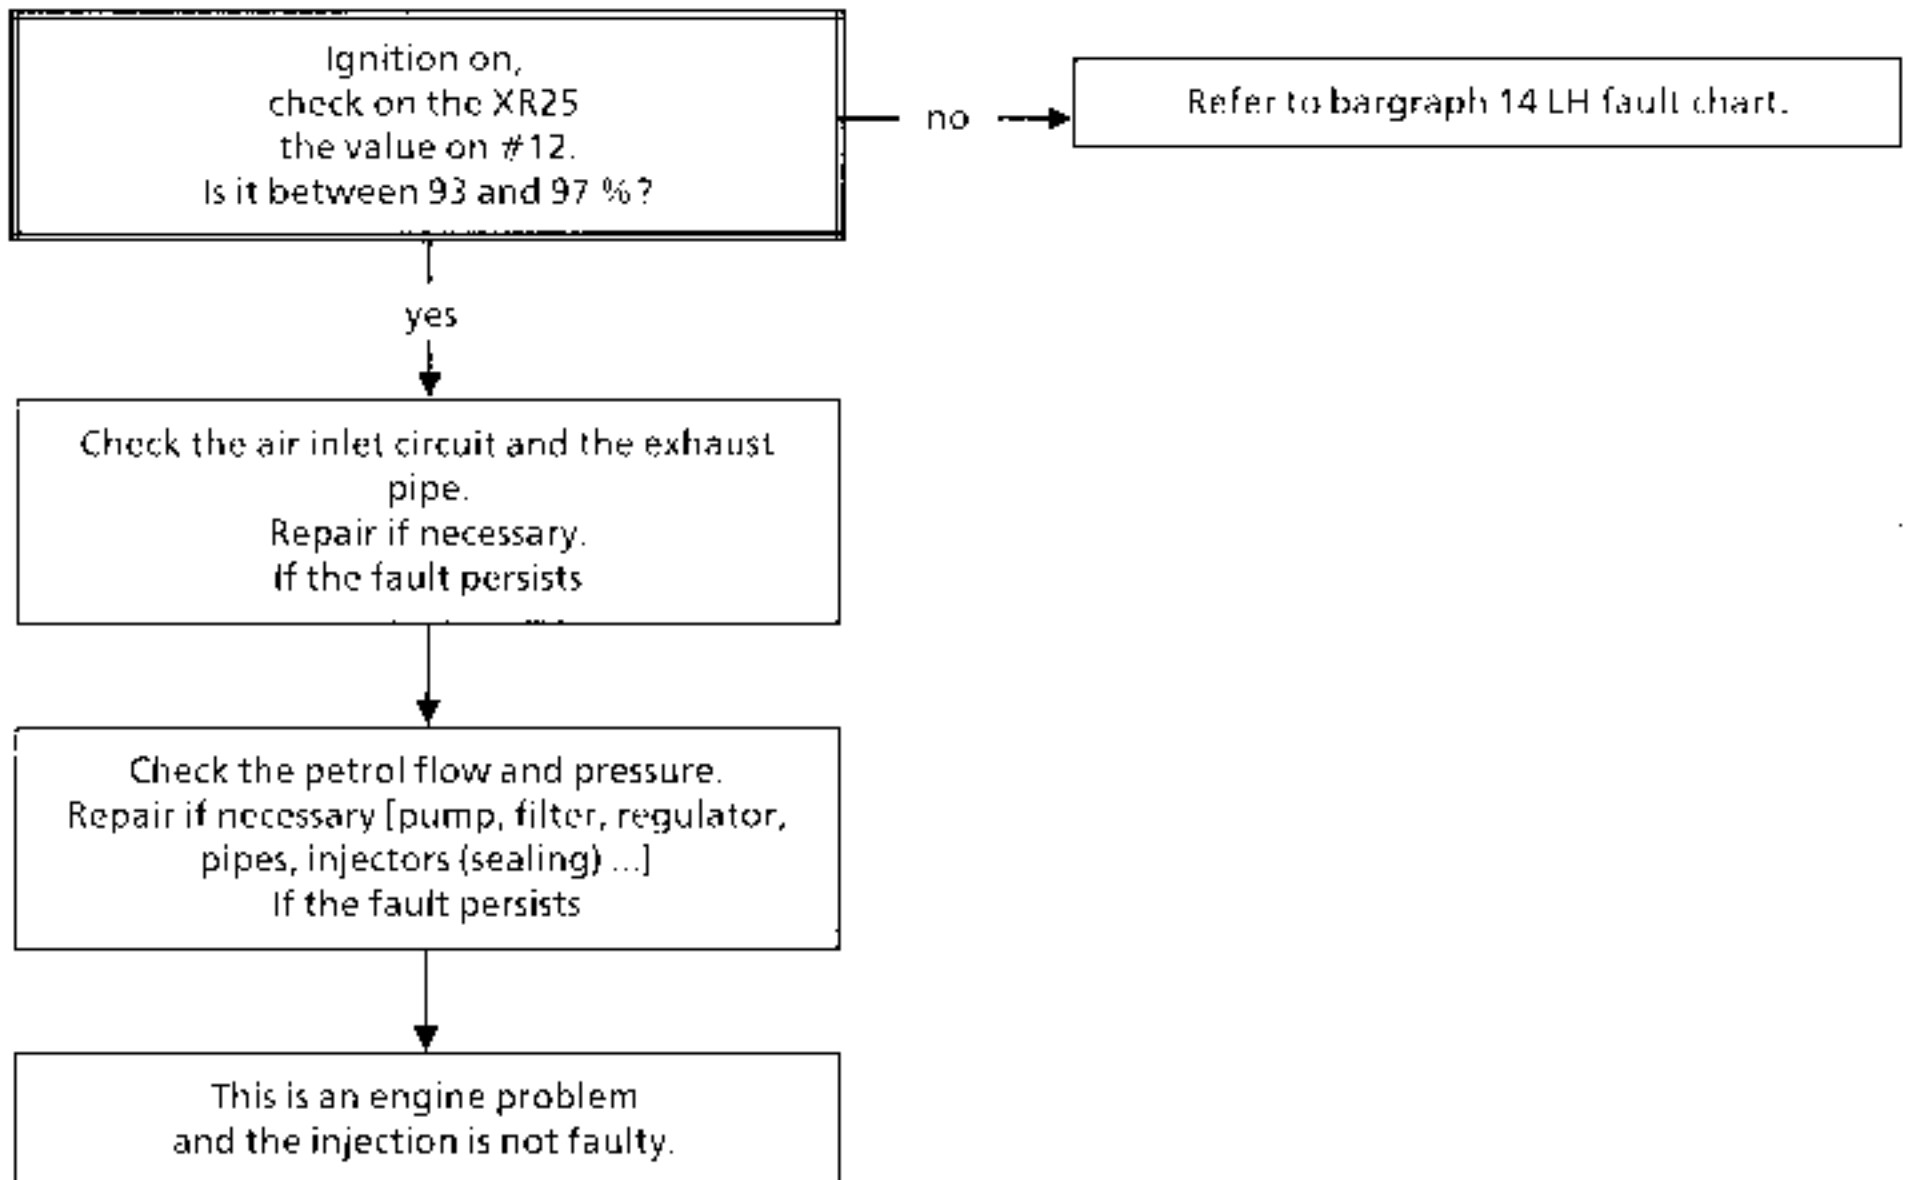 Ignition on,
check on the XR25
the value on #12.
Is it between 93 and 97 % ?
no
Refer to bargraph 14 LH fault chart.
yes
Check the air inlet circuit and the exhaust
pipe.
Repair if necessary.
If the fault persists
Check the petrol flow and pressure.
Repair if necessary [pump, filter, regulator,
pipes, injectors (sealing) ...]
If the fault persists
This is an engine problem
and the injection is not faulty.